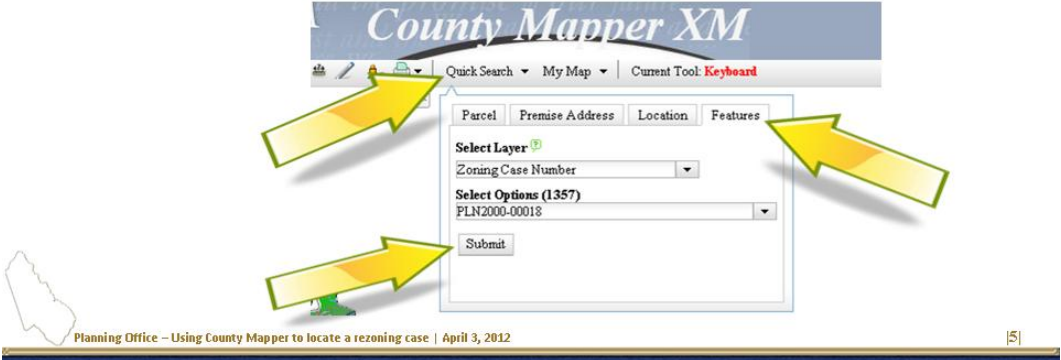 County Mapper XM
Quick Search My Map Current Tool: Keyboard
Parcel Premise Address Location Features
Select Layer ?
Zoning Case Number
Select Options (1357)
PLN2000-00018
Submit
Planning Office – Using County Mapper to locate a rezoning case | April 3, 2012 |5|